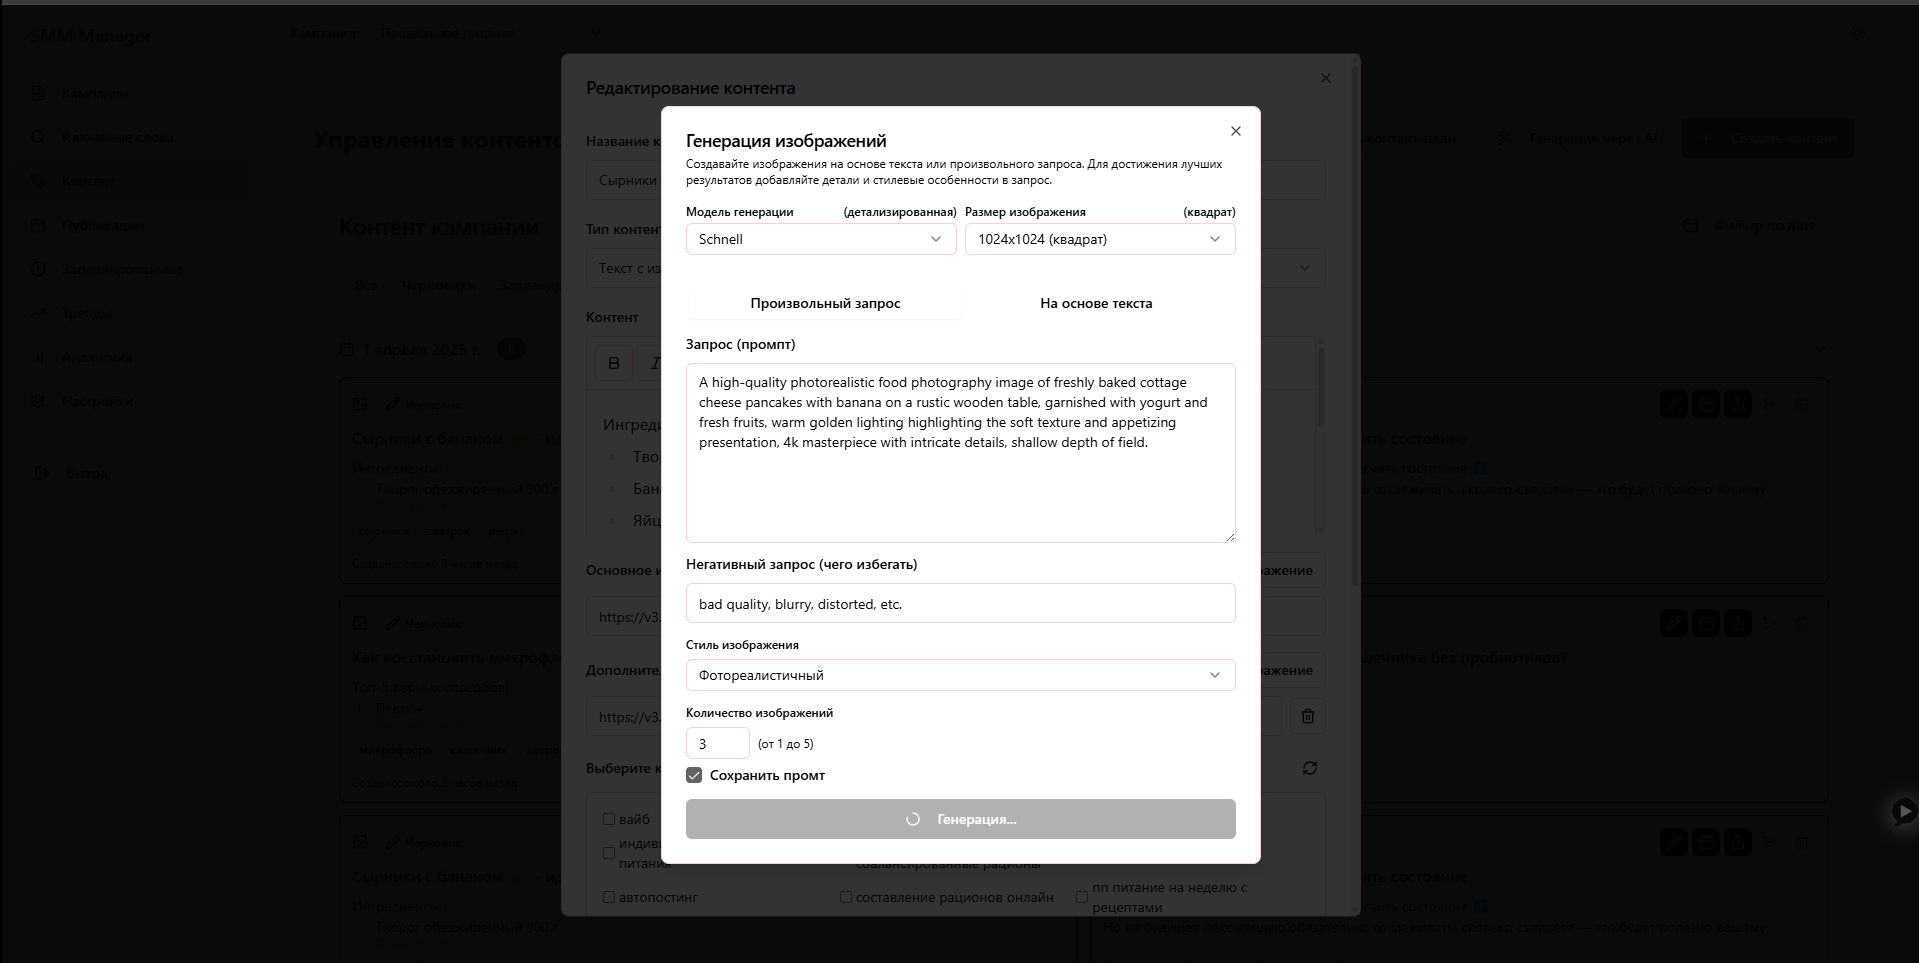 SMM Manager
Кампания: Правильное питание
Кампании
Ключевые слова
Контент
Публикации
Запланированные
Тренды
Аналитика
Настройки
Выход
Управление контенто
контент-план
Генерация через AI
Создать контент
Контент кампании
Фильтр по дате
Все
Черновики
Запланир
1 апреля 2025 г.
Черновик
Сырники с бананом - ид
Ингредиенты:
Творог обезжиренный 300 г
сырники завтрак рецепт
Создано: около 3 часов назад
ить состояние
гчить состояние
о отслеживать, сколько съедаете — это будет полезно вашему
Черновик
Как восстановить микрофл
Топ-5 верных способов!
Пектин
микрофлора кишечник здоро
Создано: около 3 часов назад
шечника без пробиотиков?
Черновик
Сырники с бананом - ид
Ингредиенты:
Творог обезжиренный 300 г
ить состояние
гчить состояние
Но на будущее рекомендую обязательно отслеживать, сколько съедаете — это будет полезно вашему
Редактирование контента
Название к
Сырники
Тип контен
Текст с из
Контент
B I
Ингреди
Твор
Бана
Яйц
Основное и
ражение
https://v3.
Дополните.
ражение
https://v3.
Выберите к
вайб
индиви
питания
сбалансированные рационы
автопостинг
составление рационов онлайн
пп питание на неделю с
рецептами
Генерация изображений
Создавайте изображения на основе текста или произвольного запроса. Для достижения лучших
результатов добавляйте детали и стилевые особенности в запрос.
Модель генерации (детализированная)
Размер изображения (квадрат)
Schnell
1024x1024 (квадрат)
Произвольный запрос
На основе текста
Запрос (промпт)
A high-quality photorealistic food photography image of freshly baked cottage
cheese pancakes with banana on a rustic wooden table, garnished with yogurt and
fresh fruits, warm golden lighting highlighting the soft texture and appetizing
presentation, 4k masterpiece with intricate details, shallow depth of field.
Негативный запрос (чего избегать)
bad quality, blurry, distorted, etc.
Стиль изображения
Фотореалистичный
Количество изображений
3 (от 1 до 5)
Сохранить промт
Генерация...